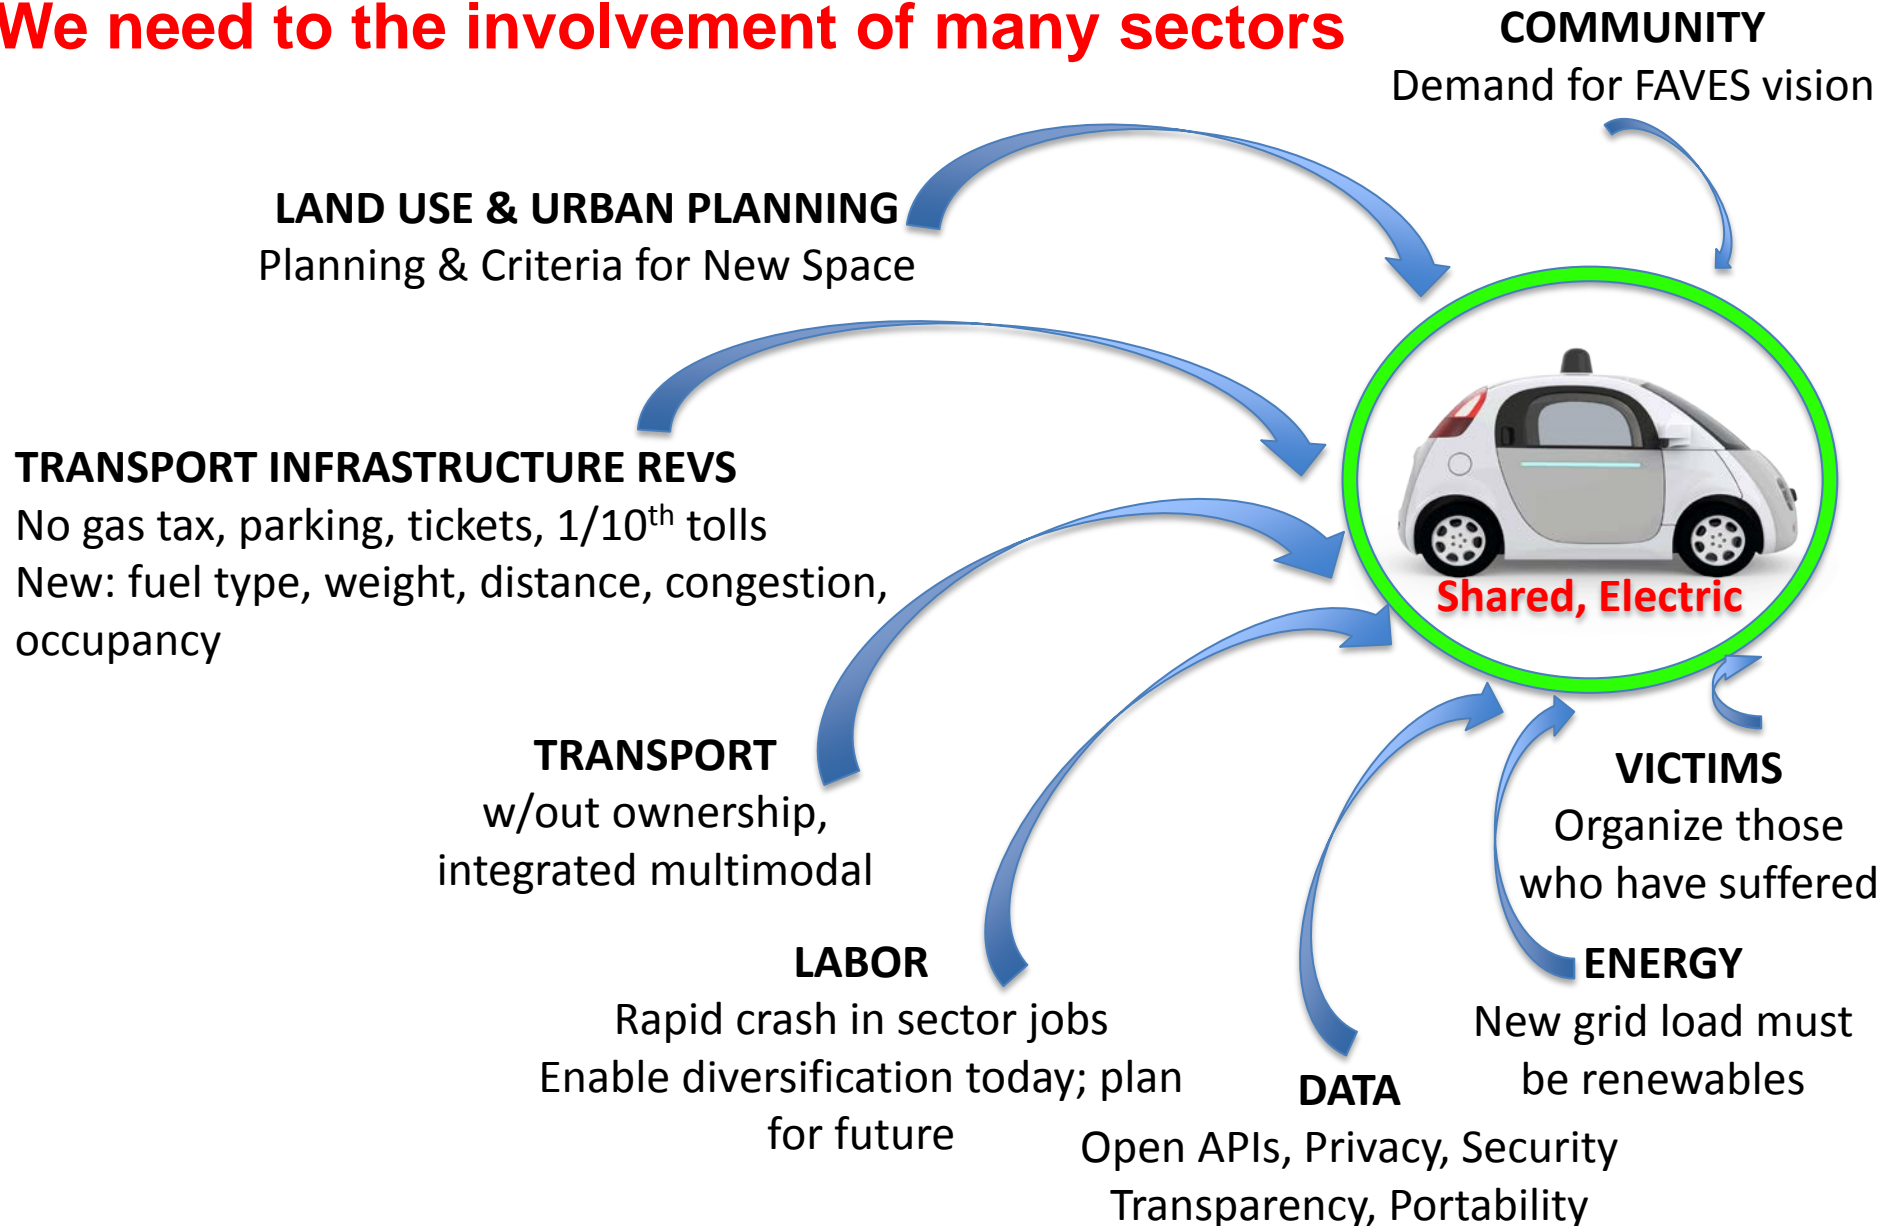 We need to the involvement of many sectors
COMMUNITY
Demand for FAVES vision
LAND USE & URBAN PLANNING
Planning & Criteria for New Space
TRANSPORT INFRASTRUCTURE REVS
No gas tax, parking, tickets, 1/10th tolls
New: fuel type, weight, distance, congestion,
occupancy
Shared, Electric
TRANSPORT
w/out ownership,
integrated multimodal
VICTIMS
Organize those
who have suffered
LABOR
Rapid crash in sector jobs
Enable diversification today; plan
for future
ENERGY
New grid load must
be renewables
DATA
Open APIs, Privacy, Security
Transparency, Portability